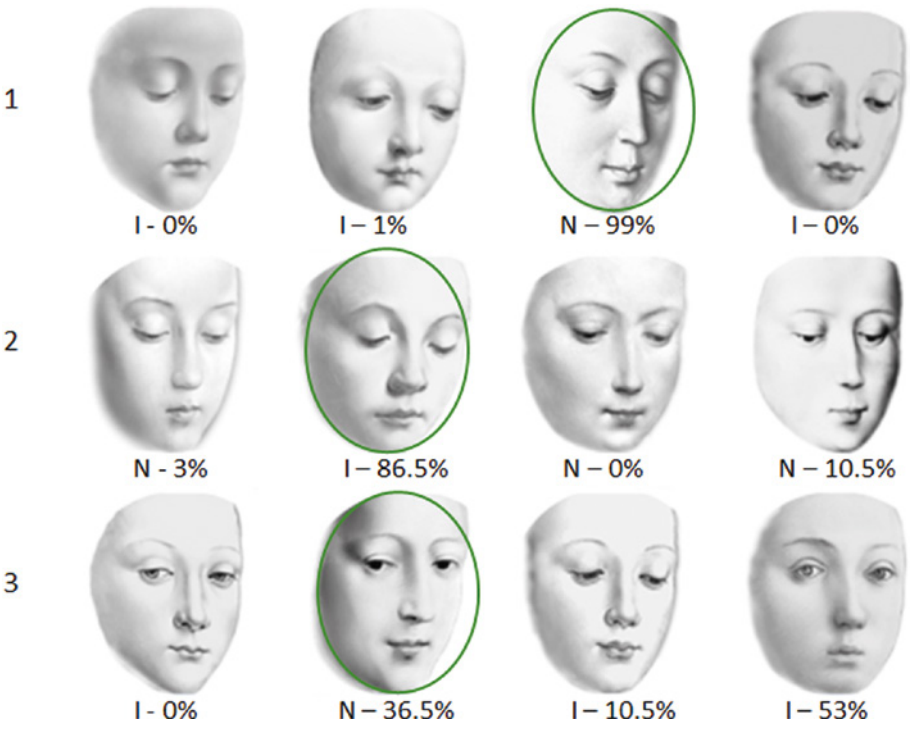 1
I - 0% I – 1% N – 99% I – 0%
2
N - 3% I – 86.5% N – 0% N – 10.5%
3
I - 0% N – 36.5% I – 10.5% I – 53%